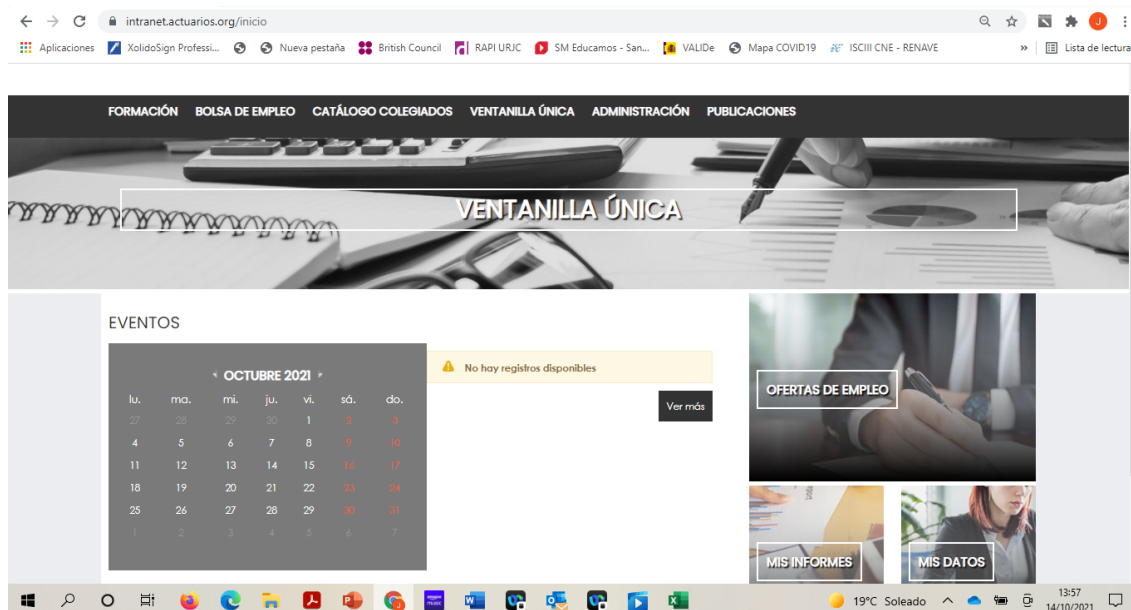 intranet.actuarios.org/inicio
J
Aplicaciones XolidoSign Professi... Nueva pestaña British Council RAPI URJC SM Educamos - San... VALIDe Mapa COVID19 ISCIII CNE - RENAVE » Lista de lectura
FORMACIÓN BOLSA DE EMPLEO CATÁLOGO COLEGIADOS VENTANILLA ÚNICA ADMINISTRACIÓN PUBLICACIONES
VENTANILLA ÚNICA
EVENTOS
OCTUBRE 2021
lu. ma. mi. ju. vi. sá. do.
27 28 29 30 1 2 3
4 5 6 7 8 9 10
11 12 13 14 15 16 17
18 19 20 21 22 23 24
25 26 27 28 29 30 31
1 2 3 4 5 6 7
No hay registros disponibles
Ver más
OFERTAS DE EMPLEO
MIS INFORMES
MIS DATOS
19°C Soleado
13:57
14/10/2021